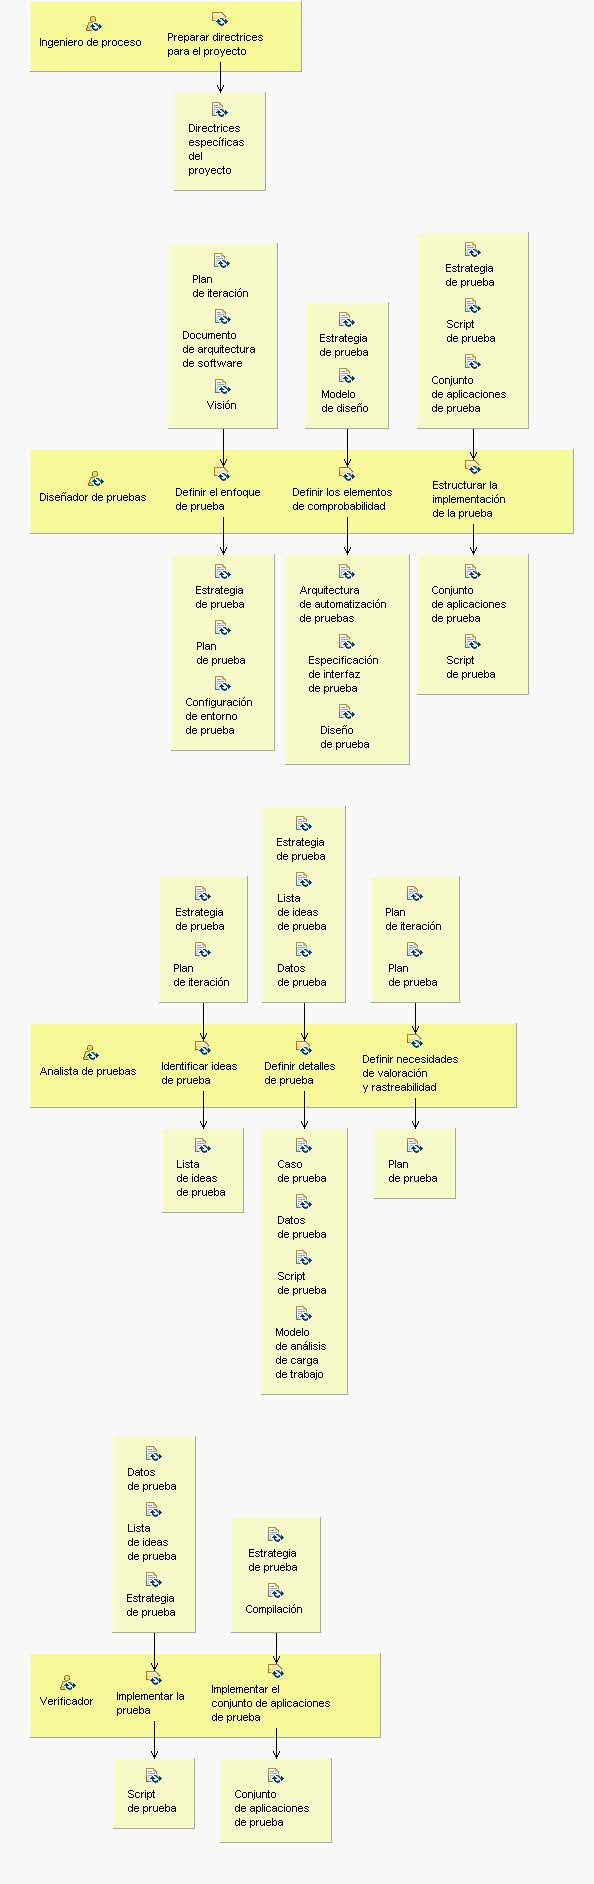 Ingeniero de proceso
Preparar directrices
para el proyecto
Directrices
específicas
del
proyecto
Plan
de iteración
Documento
de arquitectura
de software
Visión
Estrategia
de prueba
Modelo
de diseño
Estrategia
de prueba
Script
de prueba
Conjunto
de aplicaciones
de prueba
Diseñador de pruebas
Definir el enfoque
de prueba
Definir los elementos
de comprobabilidad
Estructurar la
implementación
de la prueba
Estrategia
de prueba
Plan
de prueba
Configuración
de entorno
de prueba
Arquitectura
de automatización
de pruebas
Especificación
de interfaz
de prueba
Diseño
de prueba
Conjunto
de aplicaciones
de prueba
Script
de prueba
Estrategia
de prueba
Plan
de iteración
Estrategia
de prueba
Lista
de ideas
de prueba
Datos
de prueba
Plan
de iteración
Plan
de prueba
Analista de pruebas
Identificar ideas
de prueba
Definir detalles
de prueba
Definir necesidades
de valoración
y rastreabilidad
Lista
de ideas
de prueba
Caso
de prueba
Datos
de prueba
Script
de prueba
Modelo
de análisis
de carga
de trabajo
Plan
de prueba
Datos
de prueba
Lista
de ideas
de prueba
Estrategia
de prueba
Estrategia
de prueba
Compilación
Verificador
Implementar la
prueba
Implementar el
conjunto de aplicaciones
de prueba
Script
de prueba
Conjunto
de aplicaciones
de prueba